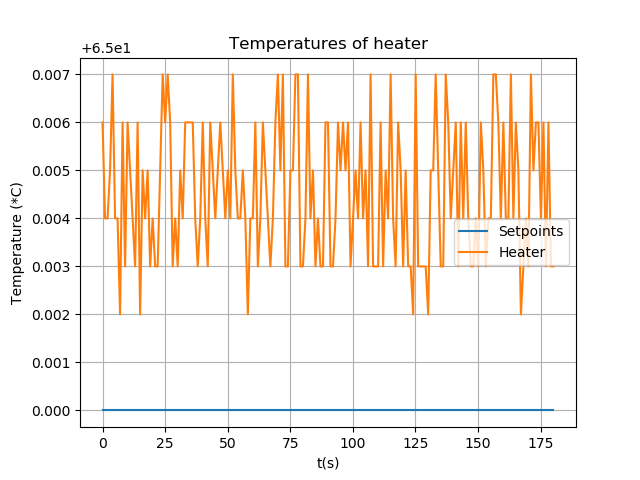 Temperatures of heater
+6.5e1
0.007
0.006
0.005
0.004
0.003
0.002
0.001
0.000
Temperature (*C)
Setpoints
Heater
0 25 50 75 100 125 150 175
t(s)